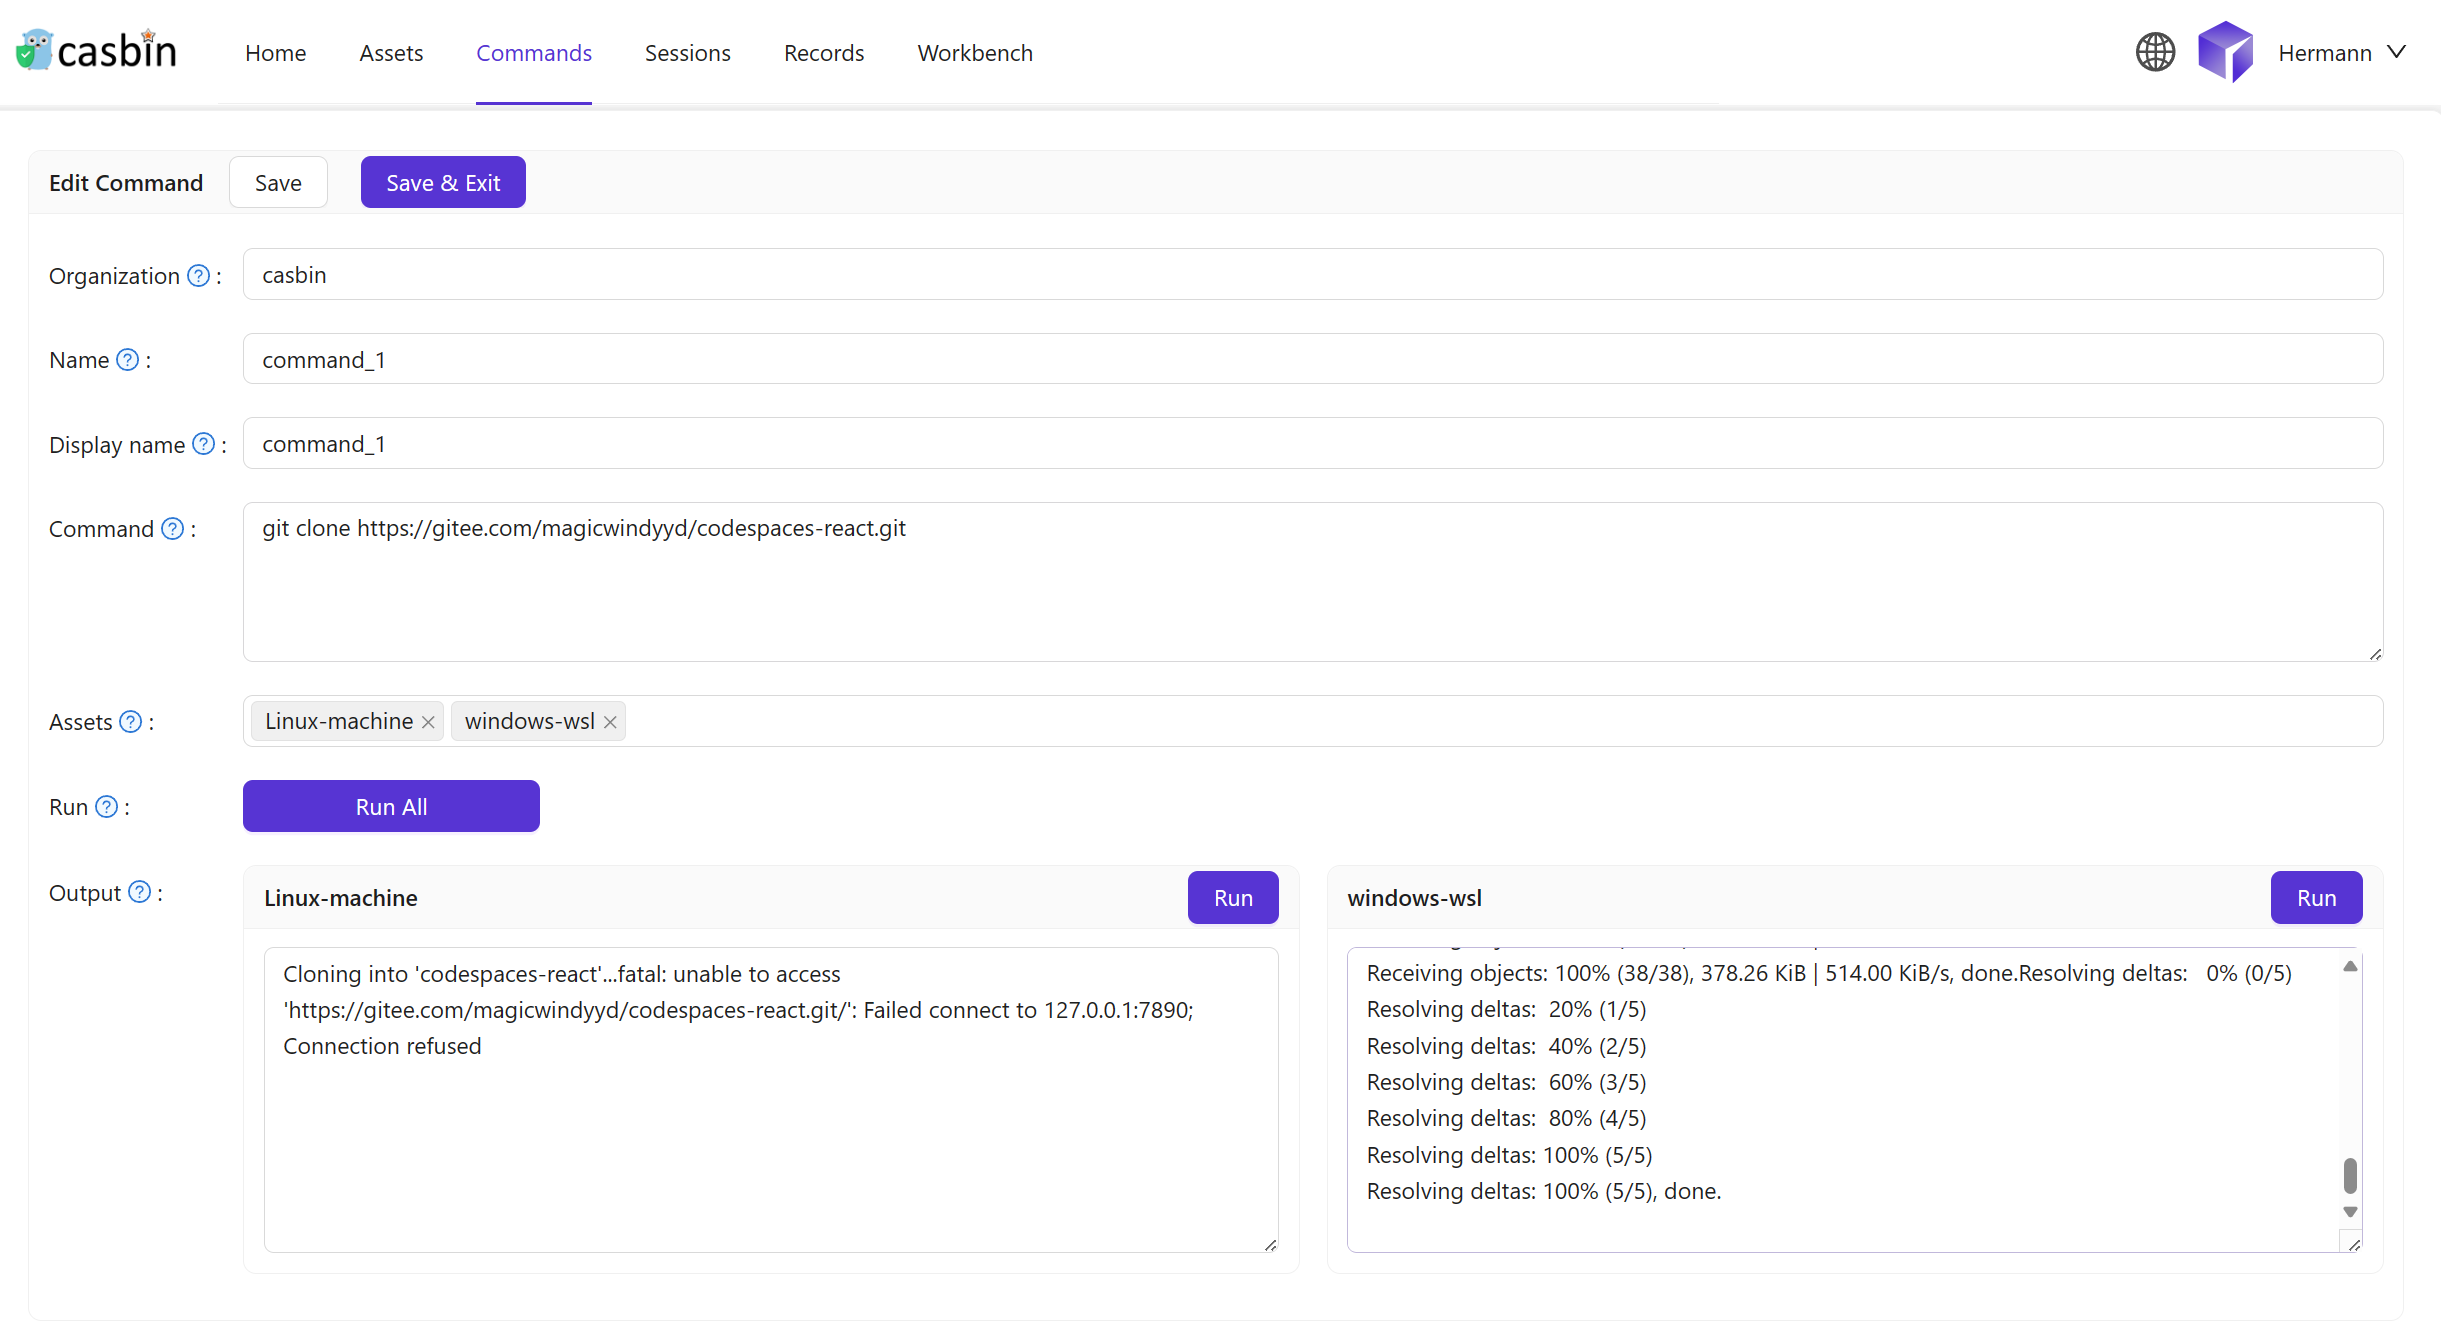 casbin
Home Assets Commands Sessions Records Workbench
Hermann
Edit Command Save Save & Exit
Organization ? : casbin
Name ? : command_1
Display name ? : command_1
Command ? : git clone https://gitee.com/magicwindyyd/codespaces-react.git
Assets ? : Linux-machine × windows-wsl ×
Run ? : Run All
Output ? :
Linux-machine Run
Cloning into 'codespaces-react'...fatal: unable to access
'https://gitee.com/magicwindyyd/codespaces-react.git/': Failed connect to 127.0.0.1:7890;
Connection refused
windows-wsl Run
Receiving objects: 100% (38/38), 378.26 KiB | 514.00 KiB/s, done.Resolving deltas:   0% (0/5)
Resolving deltas:  20% (1/5)
Resolving deltas:  40% (2/5)
Resolving deltas:  60% (3/5)
Resolving deltas:  80% (4/5)
Resolving deltas: 100% (5/5)
Resolving deltas: 100% (5/5), done.